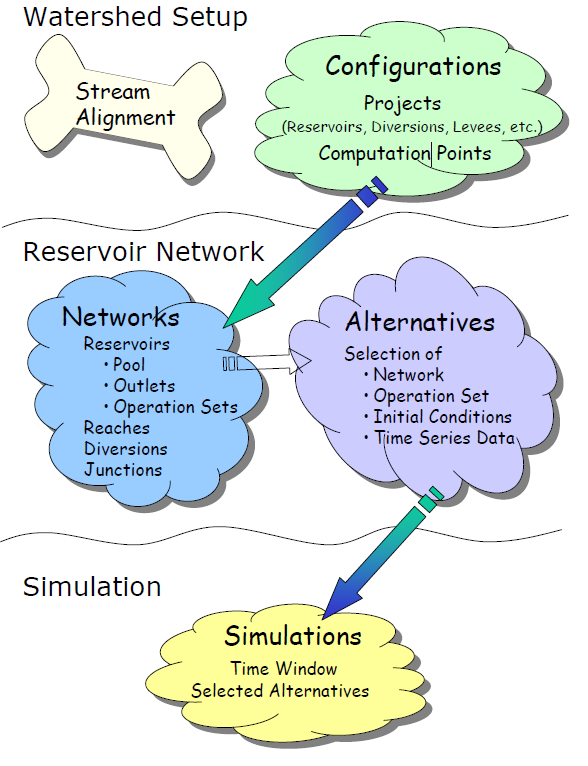 Watershed Setup
Stream
Alignment
Configurations
Projects
(Reservoirs, Diversions, Levees, etc.)
Computation Points
Reservoir Network
Networks
Reservoirs
• Pool
• Outlets
• Operation Sets
Reaches
Diversions
Junctions
Alternatives
Selection of
• Network
• Operation Set
• Initial Conditions
• Time Series Data
Simulation
Simulations
Time Window
Selected Alternatives